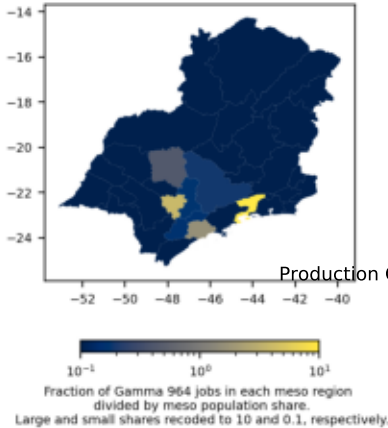 −14
−16
−18
−20
−22
−24
−52 −50 −48 −46 −44 −42 −40
Production
10⁻¹ 10⁰ 10¹
Fraction of Gamma 964 jobs in each meso region
divided by meso population share.
Large and small shares recoded to 10 and 0.1, respectively.